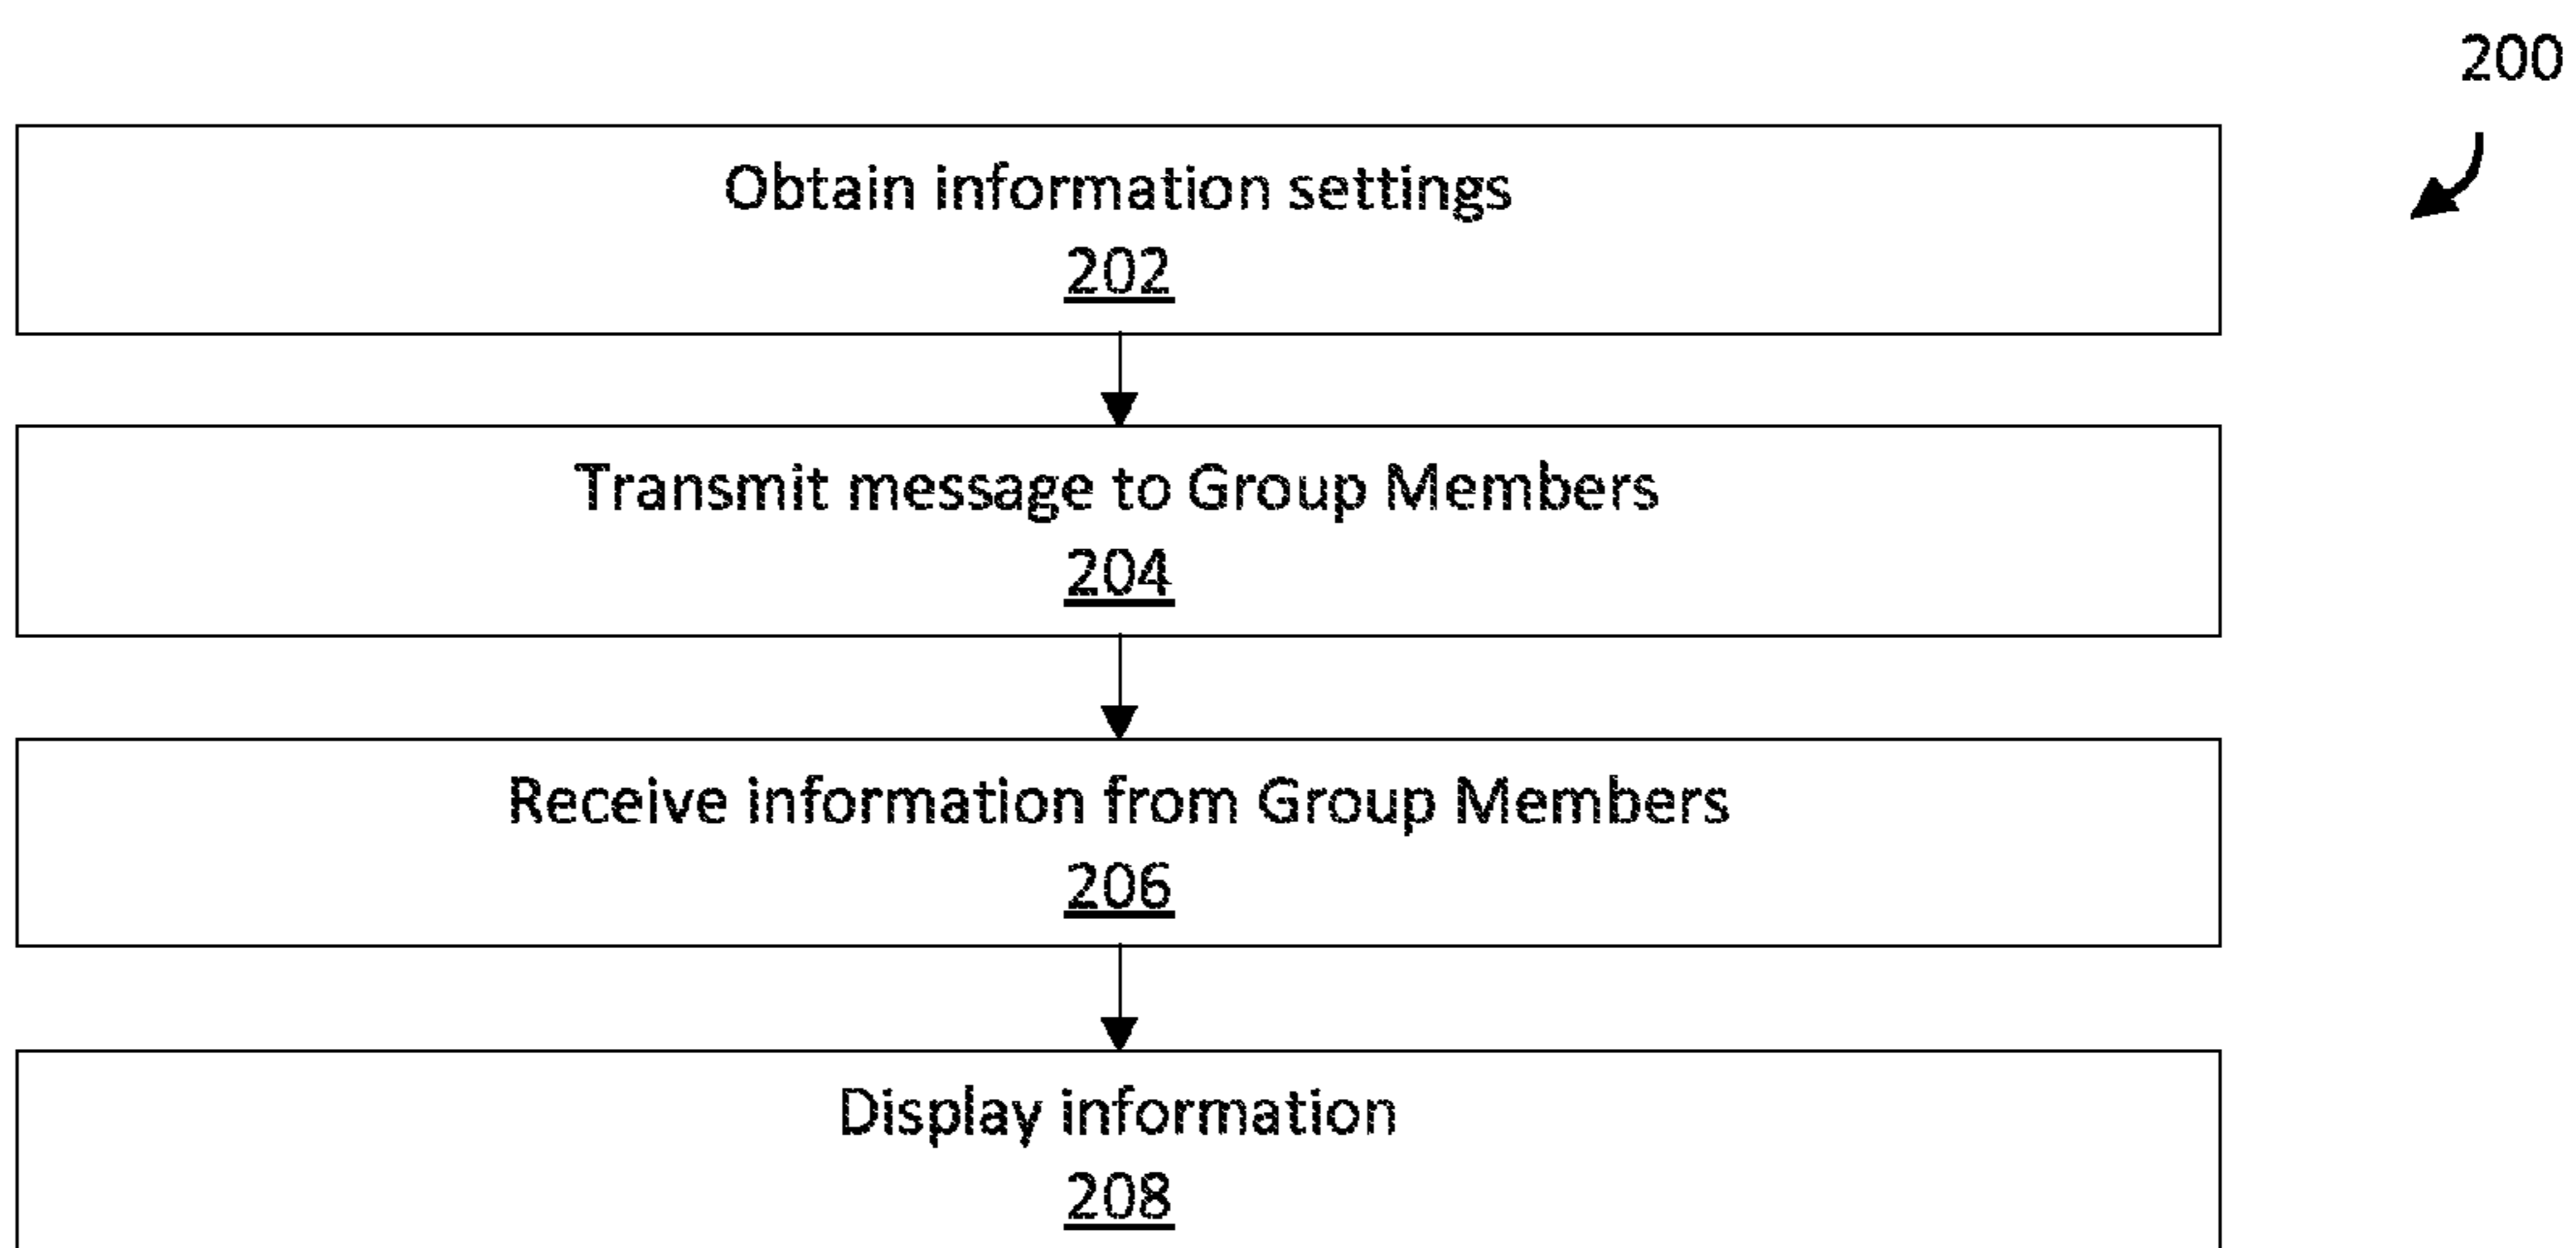 200
Obtain information settings
202
Transmit message to Group Members
204
Receive information from Group Members
206
Display information
208